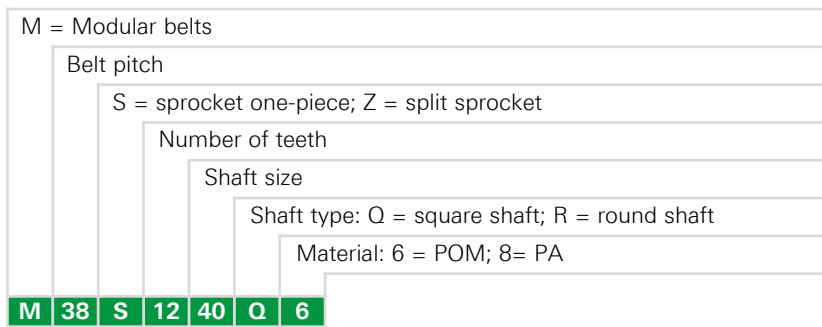 M = Modular belts
Belt pitch
S = sprocket one-piece; Z = split sprocket
Number of teeth
Shaft size
Shaft type: Q = square shaft; R = round shaft
Material: 6 = POM; 8= PA
M 38 S 12 40 Q 6